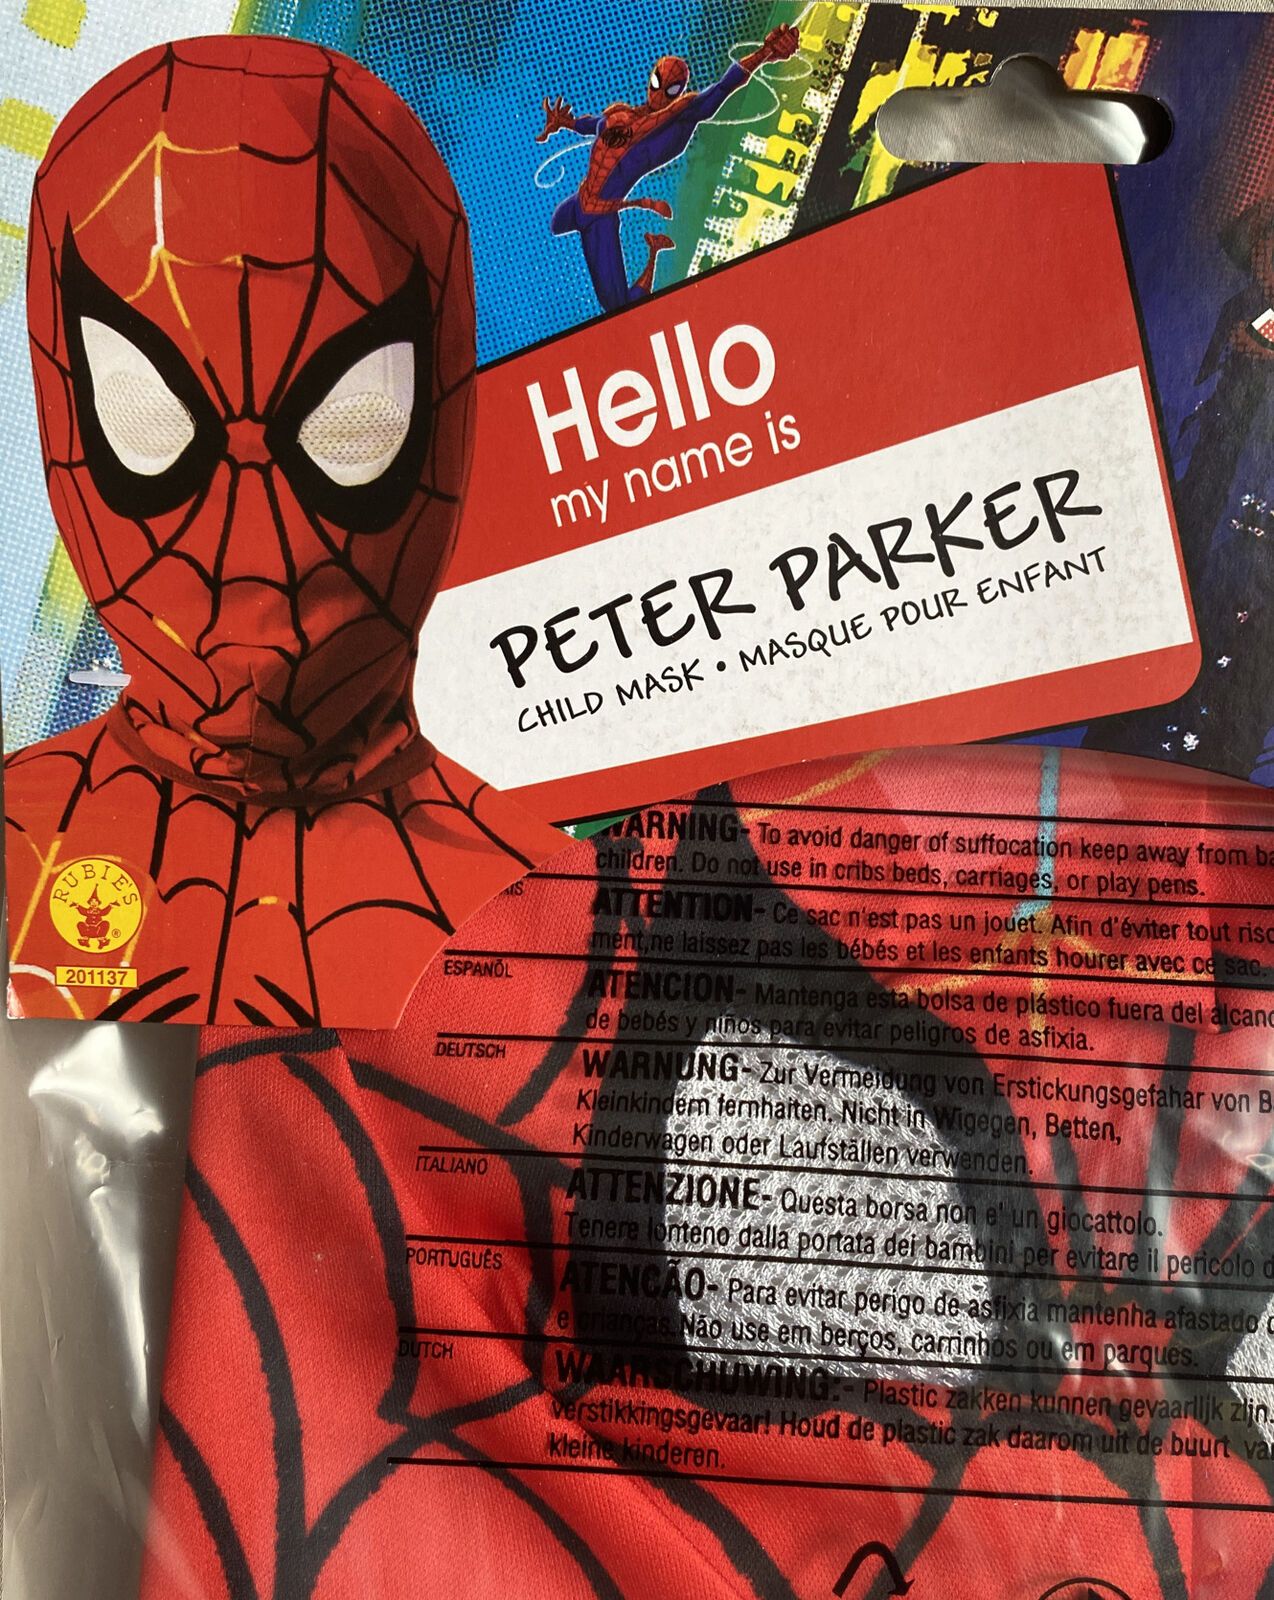 Hello
my name is
PETER PARKER
CHILD MASK • MASQUE POUR ENFANT
RUBIE'S
®
201137
WARNING- To avoid danger of suffocation keep away from
children. Do not use in cribs beds, carriages, or play pens.
ATTENTION- Ce sac n'est pas un jouet. Afin d'éviter tout
ment,ne laissez pas les bébés et les enfants hourer avec ce sac.
ESPANÕL
ATENCION- Mantenga esta bolsa de plástico fuera del
de bebés y niños para evitar peligros de asfixia.
DEUTSCH
WARNUNG- Zur Vermeidung von Erstickungsgefahar von
Kleinkindern fernhaiten. Nicht in Wigegen, Betten,
Kinderwagen oder Laufställen verwenden.
ITALIANO
ATTENZIONE- Questa borsa non e' un giocattolo.
Tenere lonteno dalla portata dei bambini per evitare il pericolo
PORTUGUÊS
ATENCÃO- Para evitar perigo de asfixia mantenha afastado
e crianças. Não use em berços, carrinhos ou em parques.
DUTCH
WAARSCHUWING:- Plastic zakken kunnen gevaarlijk zijn.
verstikkingsgevaar! Houd de plastic zak daarom uit de buurt
kleine kinderen.